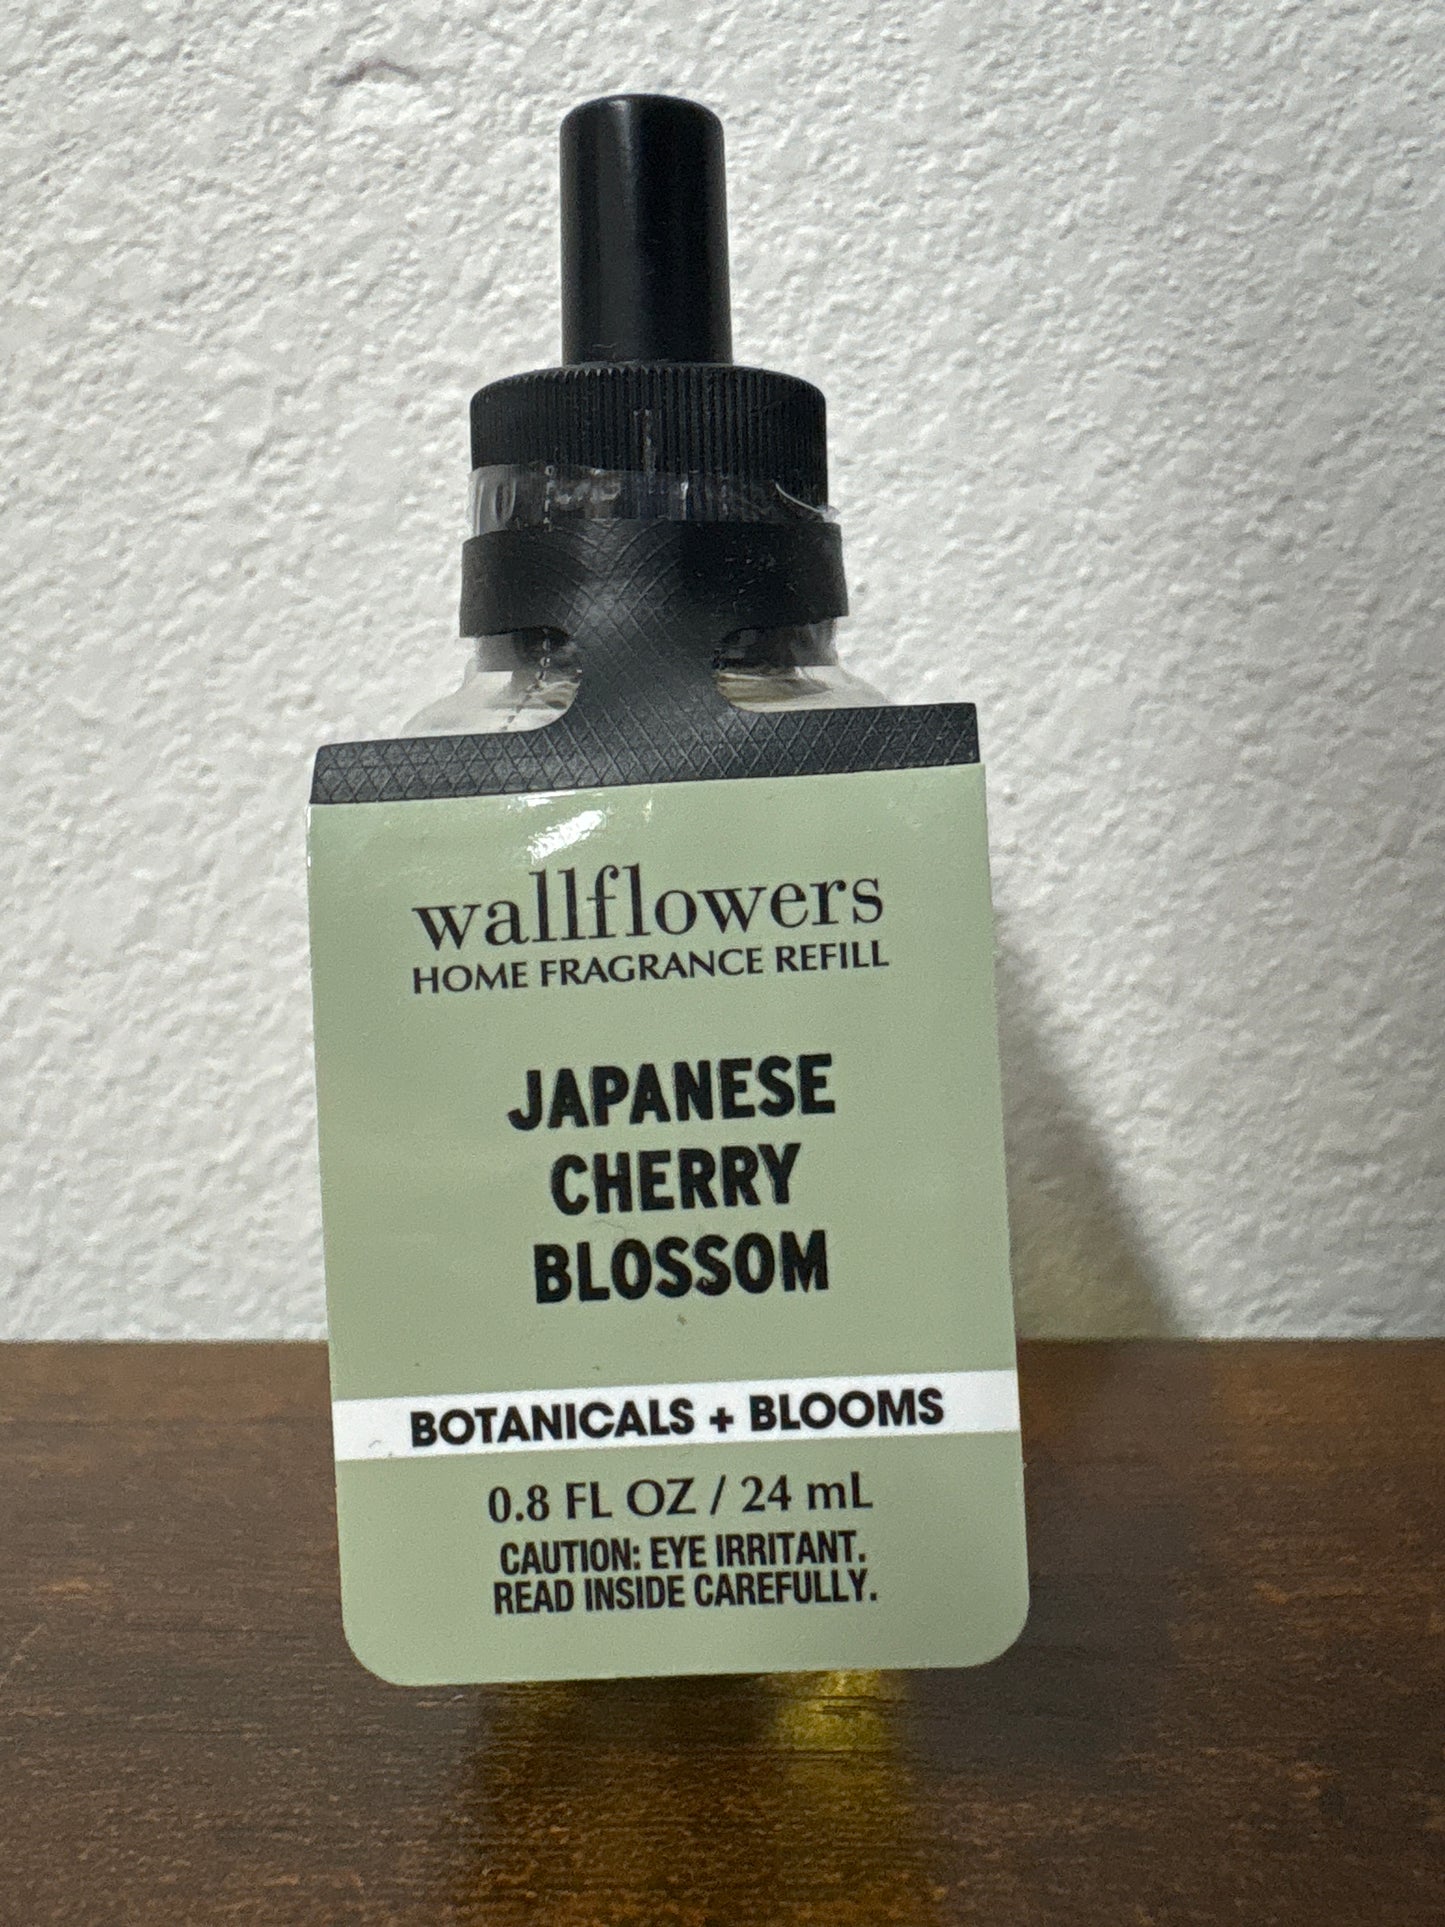 wallflowers
HOME FRAGRANCE REFILL
JAPANESE
CHERRY
BLOSSOM
BOTANICALS + BLOOMS
0.8 FL OZ / 24 mL
CAUTION: EYE IRRITANT.
READ INSIDE CAREFULLY.